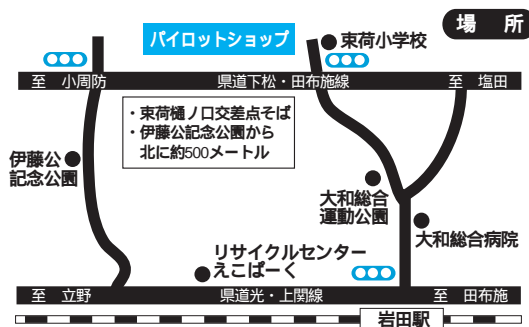 場 所
パイロットショップ
束荷小学校
至 小周防
県道下松・田布施線
至 塩田
・束荷樋ノ口交差点そば
・伊藤公記念公園から
北に約500メートル
伊藤公
記念公園
大和総合
運動公園
大和総合病院
リサイクルセンター
えこぱーく
至 立野
県道光・上関線
至 田布施
岩田駅